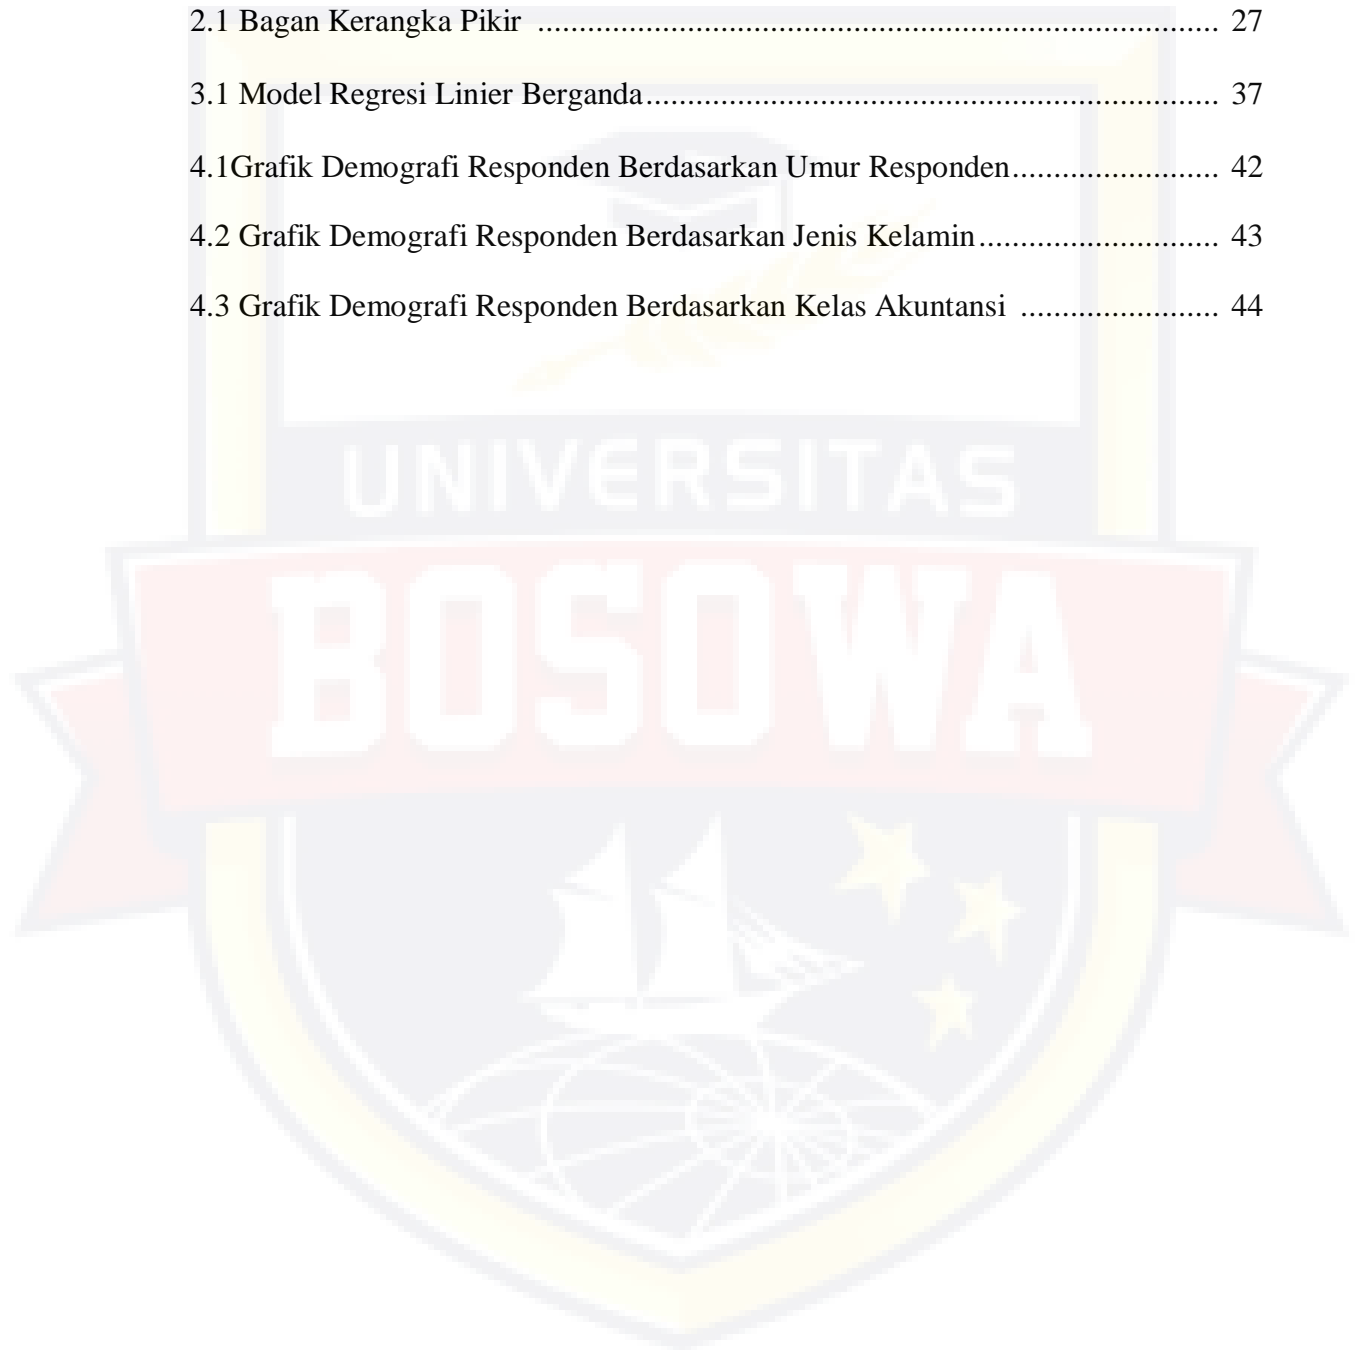 2.1 Bagan Kerangka Pikir .................................................................................. 27
3.1 Model Regresi Linier Berganda..................................................................... 37
4.1Grafik Demografi Responden Berdasarkan Umur Responden......................... 42
4.2 Grafik Demografi Responden Berdasarkan Jenis Kelamin............................. 43
4.3 Grafik Demografi Responden Berdasarkan Kelas Akuntansi ........................ 44
UNIVERSITAS
BOSOWA